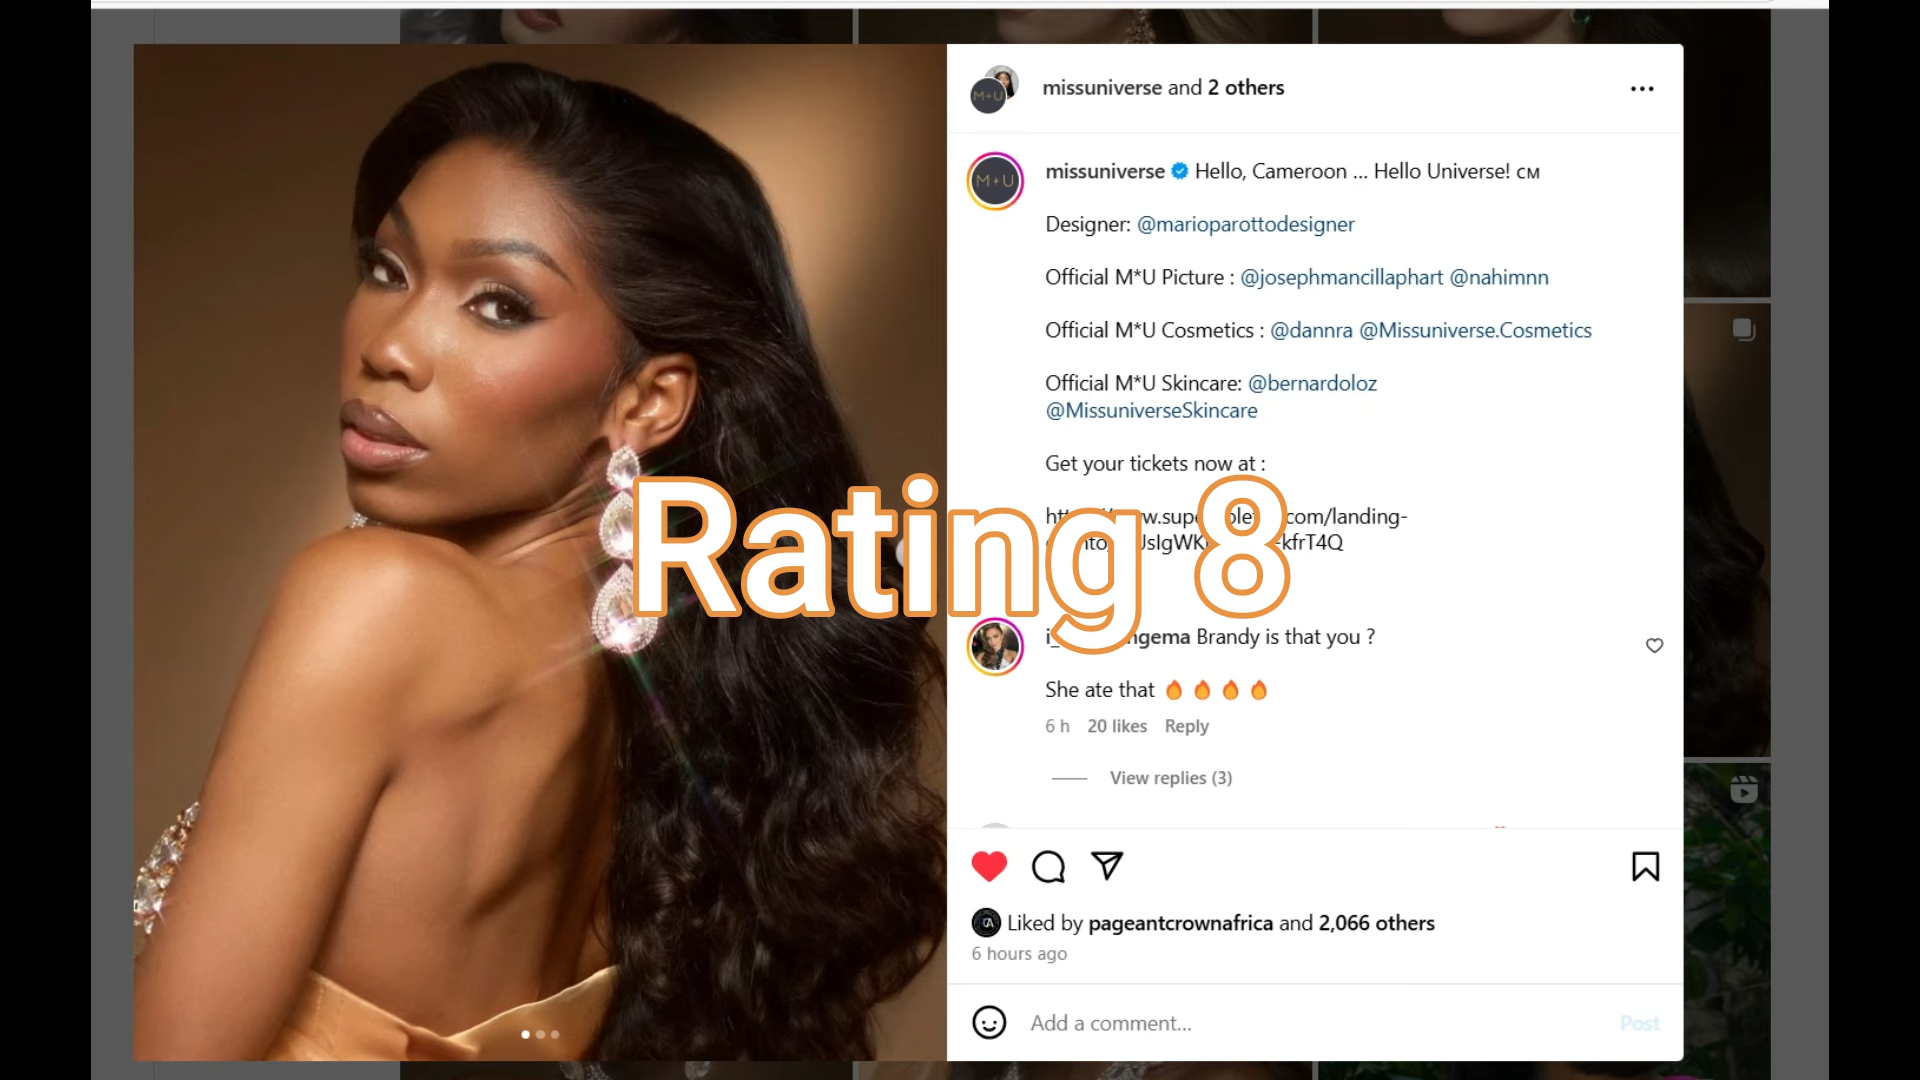 missuniverse and 2 others
missuniverse Hello, Cameroon ... Hello Universe! CM
Designer: @marioparottodesigner
Official M*U Picture : @josephmancillaphart @nahimnn
Official M*U Cosmetics : @dannra @Missuniverse.Cosmetics
Official M*U Skincare: @bernardoloz
@MissuniverseSkincare
Get your tickets now at :
Rating 8
Brandy is that you ?
She ate that 🔥 🔥 🔥 🔥
6 h 20 likes Reply
View replies (3)
Liked by pageantcrownafrica and 2,066 others
6 hours ago
Add a comment...
Post
M+U
M+U